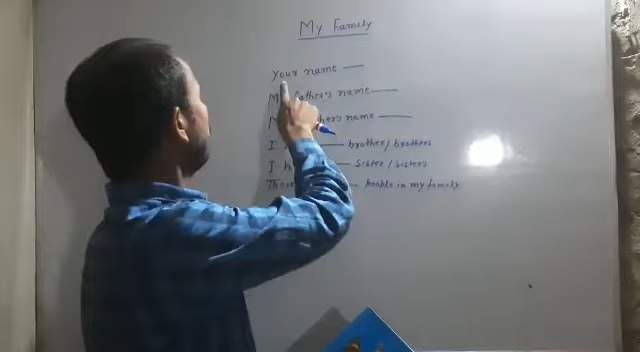 My Family
Your name —
father's name —
name —
I brother/ brothers
I Sister / sisters
People in my family